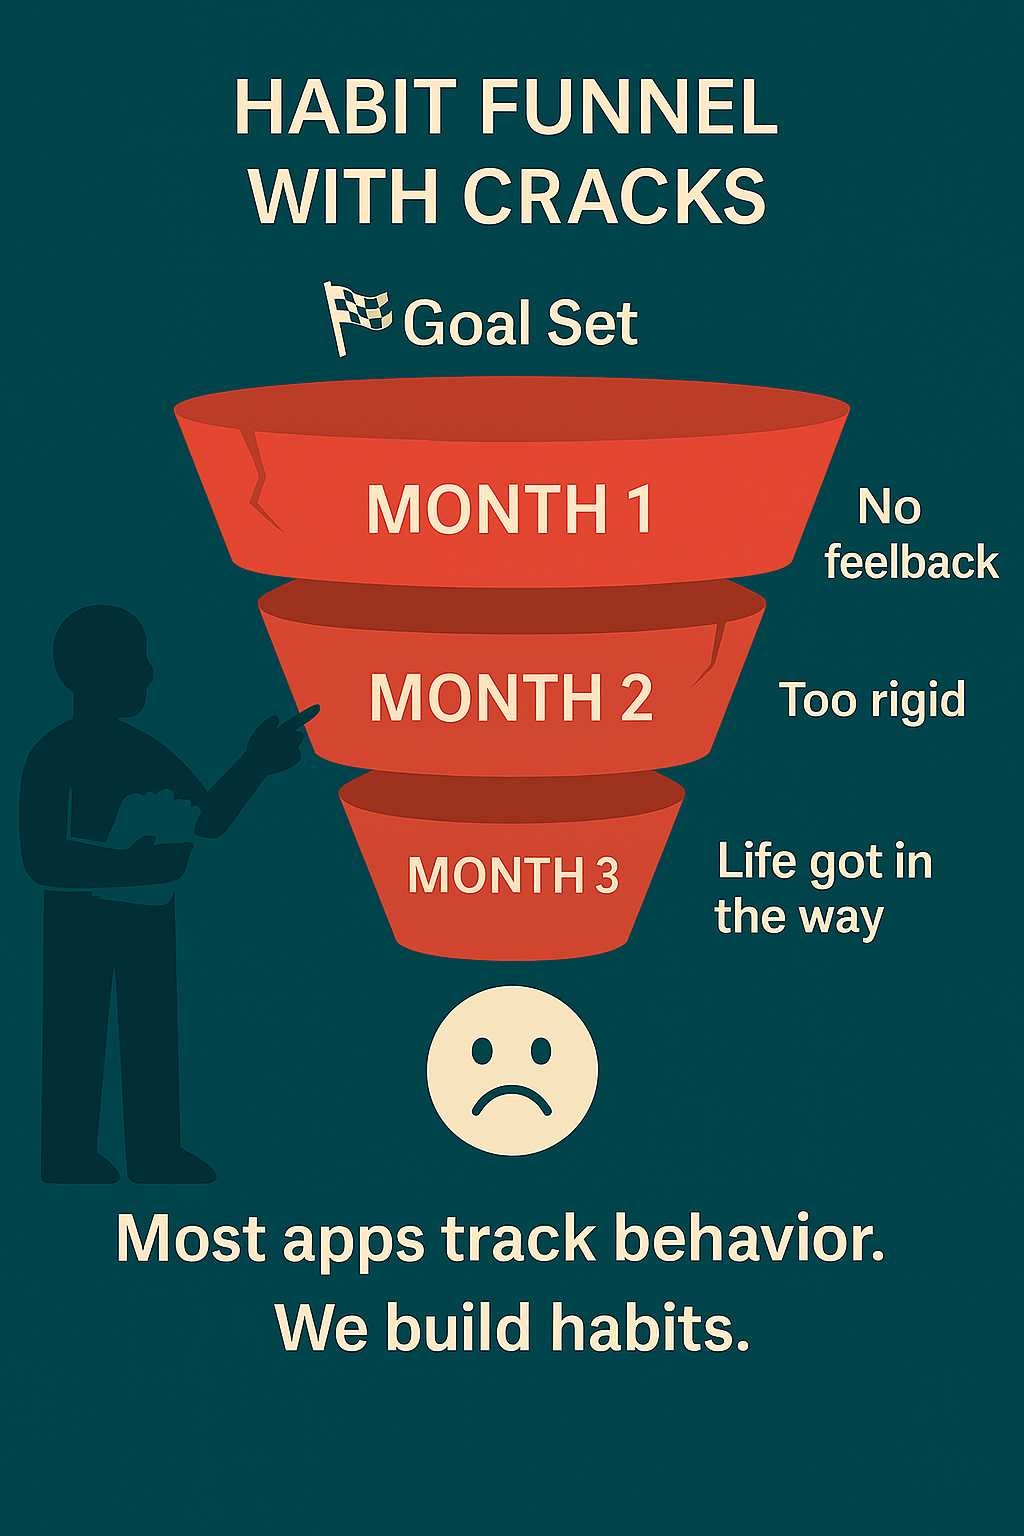 HABIT FUNNEL
WITH CRACKS
Goal Set
MONTH 1
No
feelback
MONTH 2
Too rigid
MONTH 3
Life got in
the way
Most apps track behavior.
We build habits.